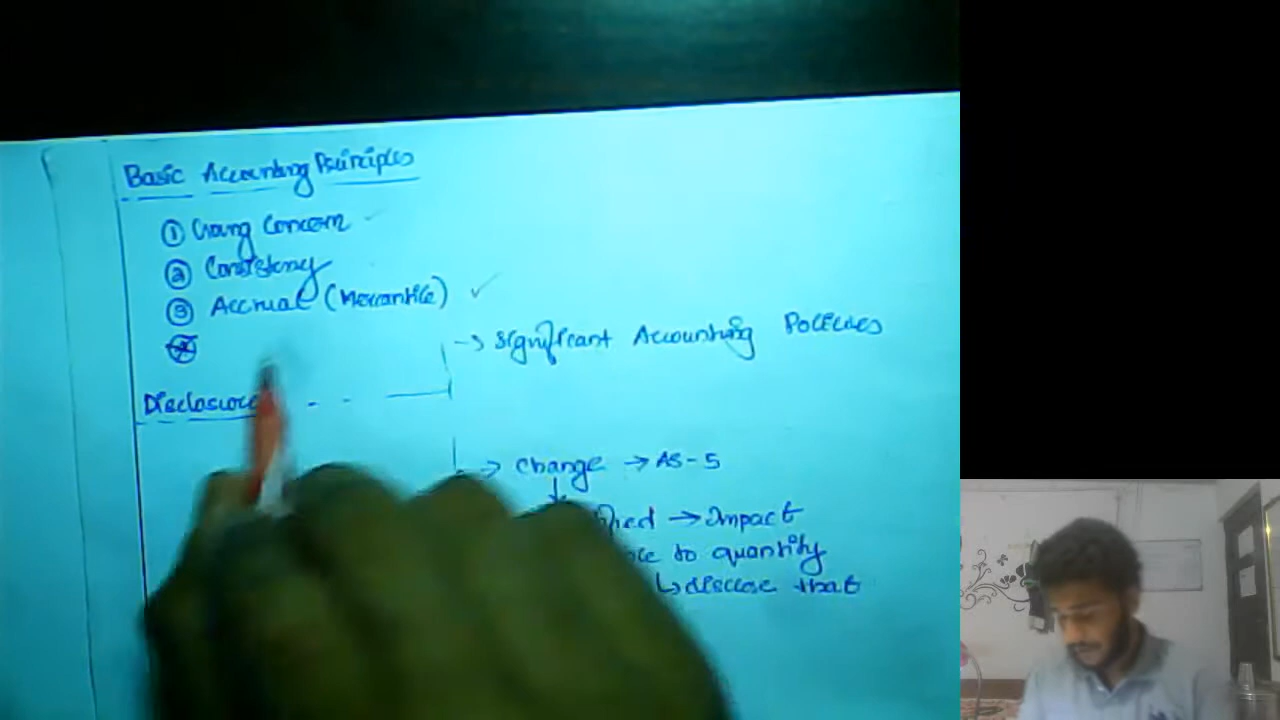 Basic Accounting Principles
① Going Concern
② Consistency
③ Accrual (Mercantile) ✓
→ Significant Accounting Policies
Disclosure
→ Change → AS-5
→ Impact
to quantify
↳ disclose that